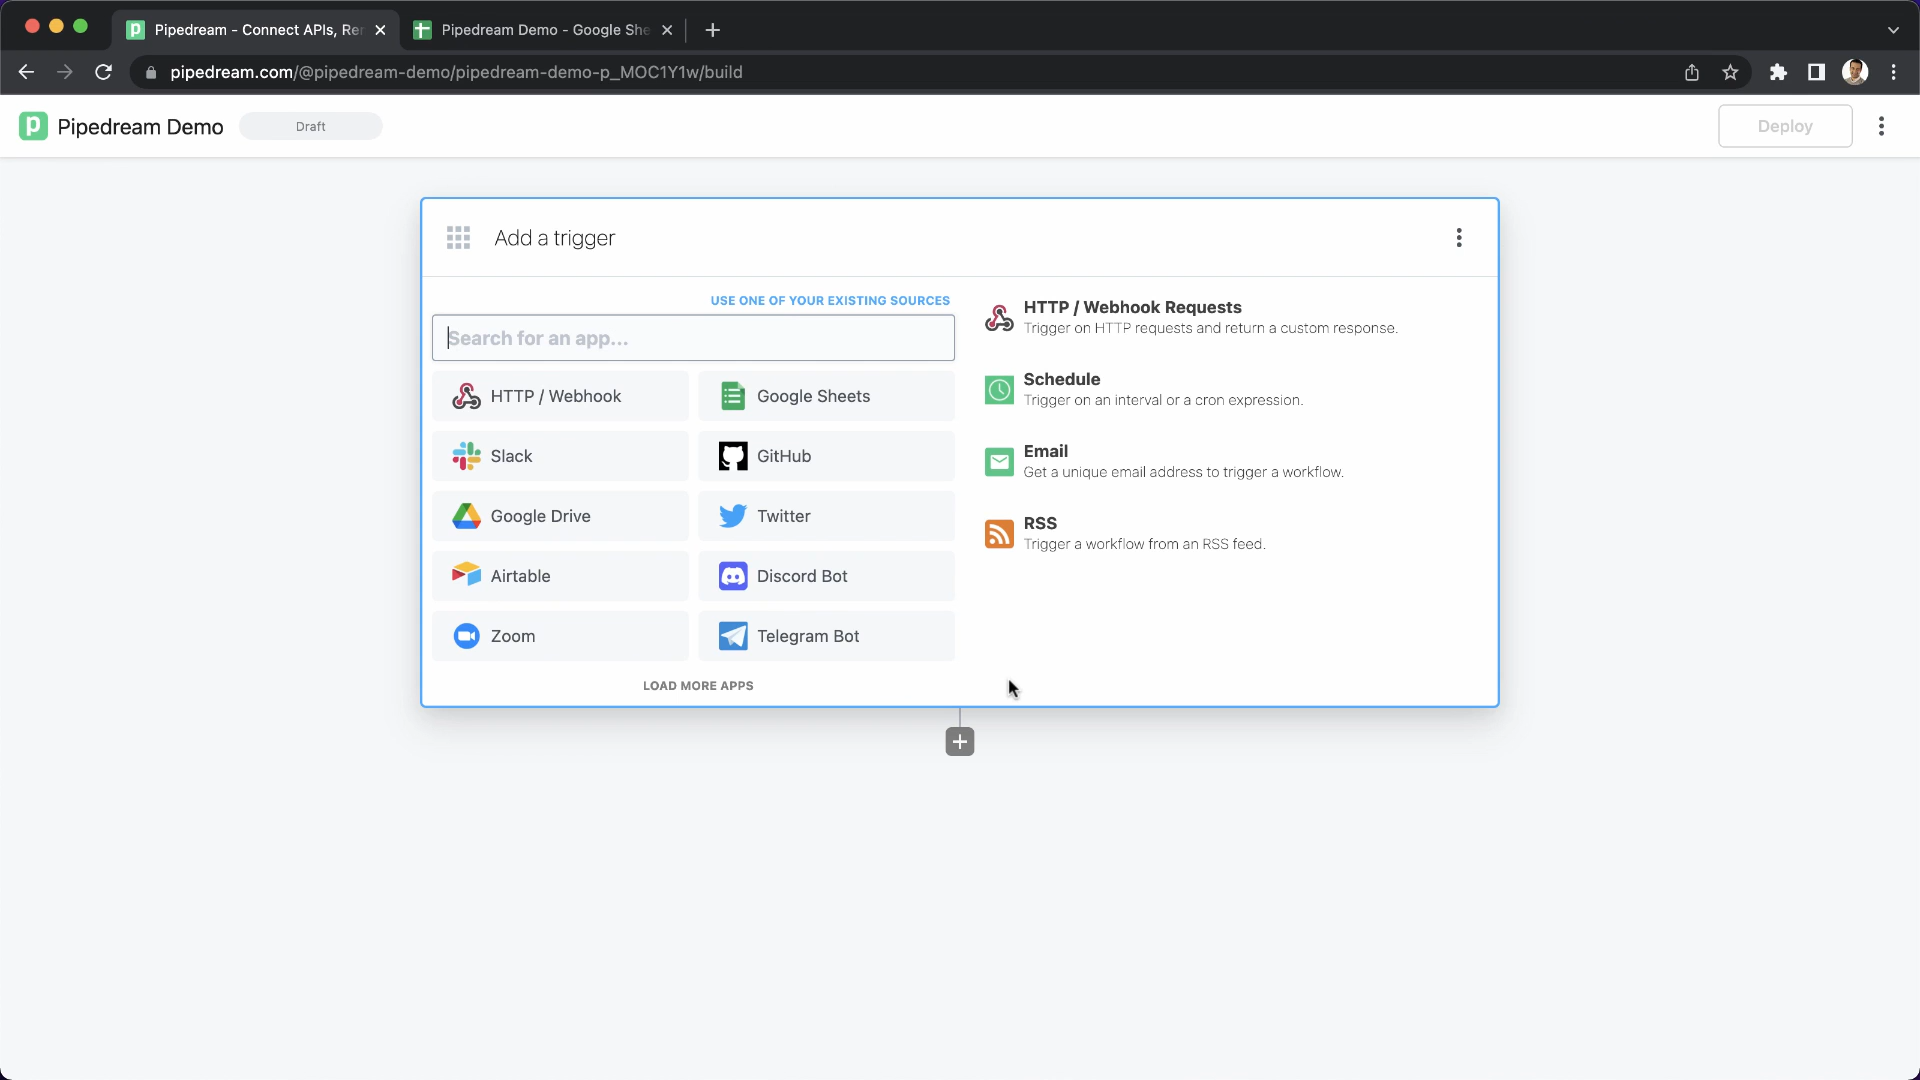 Pipedream - Connect APIs, Re
Pipedream Demo - Google She
pipedream.com/@pipedream-demo/pipedream-demo-p_MOC1Y1w/build
p Pipedream Demo
Draft
Deploy
Add a trigger
USE ONE OF YOUR EXISTING SOURCES
Search for an app...
HTTP / Webhook
Google Sheets
Slack
GitHub
Google Drive
Twitter
Airtable
Discord Bot
Zoom
Telegram Bot
LOAD MORE APPS
HTTP / Webhook Requests
Trigger on HTTP requests and return a custom response.
Schedule
Trigger on an interval or a cron expression.
Email
Get a unique email address to trigger a workflow.
RSS
Trigger a workflow from an RSS feed.